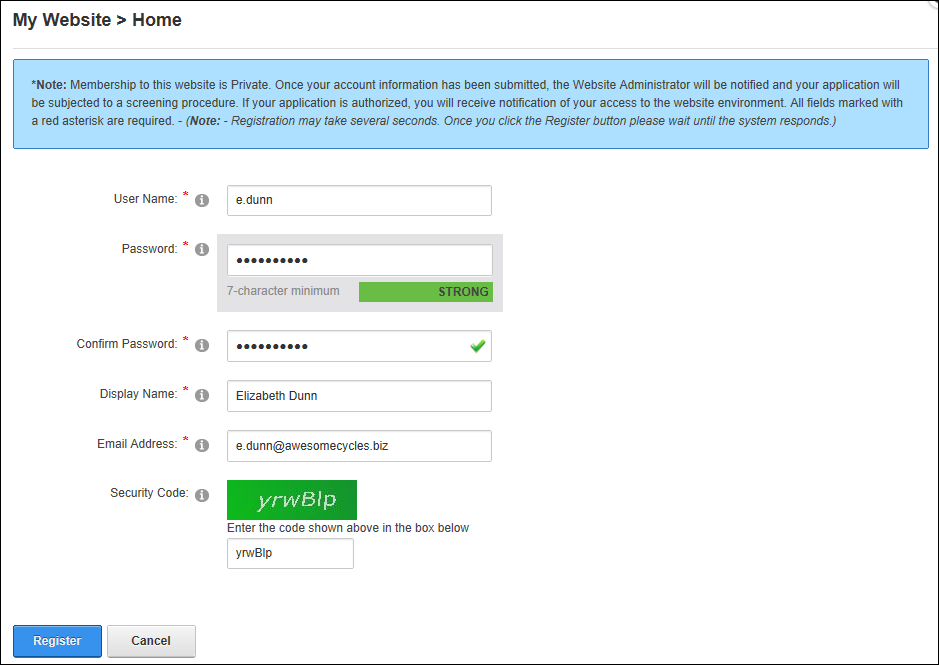 My Website > Home
*Note: Membership to this website is Private. Once your account information has been submitted, the Website Administrator will be notified and your application will
be subjected to a screening procedure. If your application is authorized, you will receive notification of your access to the website environment. All fields marked with
a red asterisk are required. - (Note: - Registration may take several seconds. Once you click the Register button please wait until the system responds.)
User Name: * e.dunn
Password: * ••••••••••
7-character minimum STRONG
Confirm Password: * ••••••••••
Display Name: * Elizabeth Dunn
Email Address: * e.dunn@awesomecycles.biz
Security Code: yrwBlp
Enter the code shown above in the box below
yrwBlp
Register Cancel